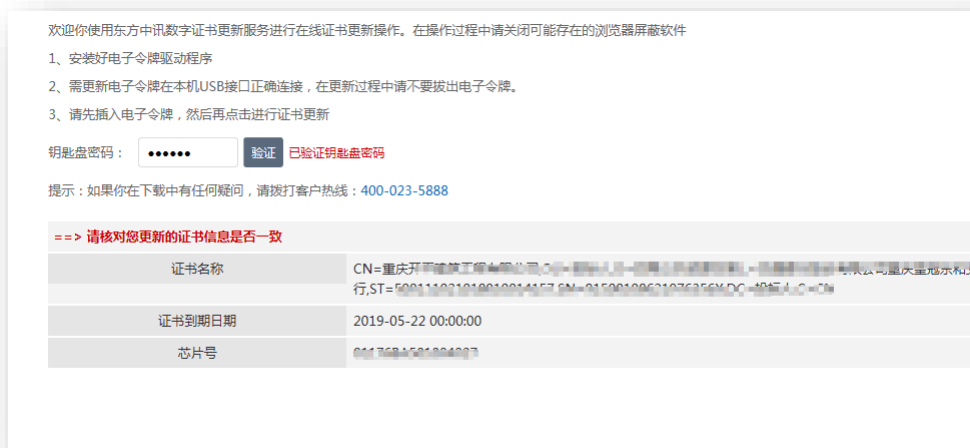 欢迎你使用东方中讯数字证书更新服务进行在线证书更新操作。在操作过程中请关闭可能存在的浏览器屏蔽软件
1、安装好电子令牌驱动程序
2、需更新电子令牌在本机USB接口正确连接，在更新过程中请不要拔出电子令牌。
3、请先插入电子令牌，然后再点击进行证书更新
钥匙盘密码： ●●●●●● 验证 已验证钥匙盘密码
提示：如果你在下载中有任何疑问，请拨打客户热线：400-023-5888
==> 请核对您更新的证书信息是否一致
证书名称 CN=重庆
行,ST=
证书到期日期 2019-05-22 00:00:00
芯片号